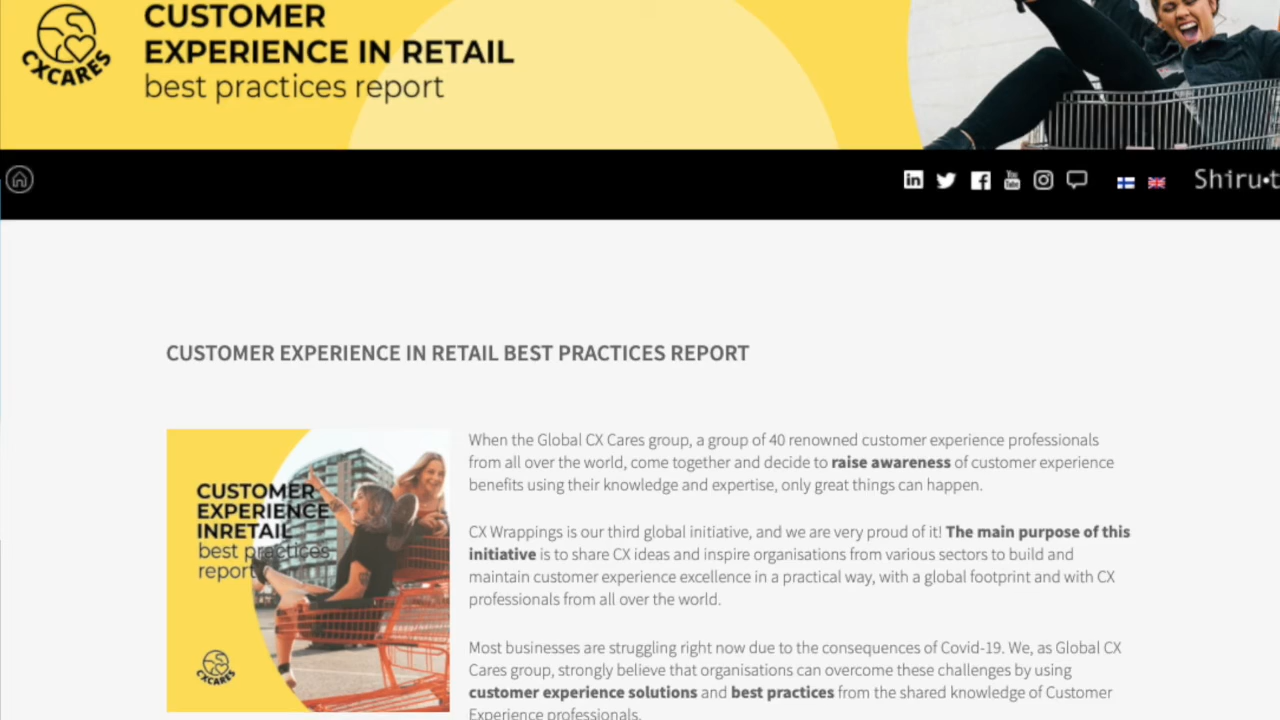 CUSTOMER
EXPERIENCE IN RETAIL
best practices report
CXCARES
in
You
Tube
Shiru•t
CUSTOMER EXPERIENCE IN RETAIL BEST PRACTICES REPORT
CUSTOMER
EXPERIENCE
INRETAIL
best practices
report
CXCARES
When the Global CX Cares group, a group of 40 renowned customer experience professionals
from all over the world, come together and decide to raise awareness of customer experience
benefits using their knowledge and expertise, only great things can happen.
CX Wrappings is our third global initiative, and we are very proud of it! The main purpose of this
initiative is to share CX ideas and inspire organisations from various sectors to build and
maintain customer experience excellence in a practical way, with a global footprint and with CX
professionals from all over the world.
Most businesses are struggling right now due to the consequences of Covid-19. We, as Global CX
Cares group, strongly believe that organisations can overcome these challenges by using
customer experience solutions and best practices from the shared knowledge of Customer
Experience professionals.